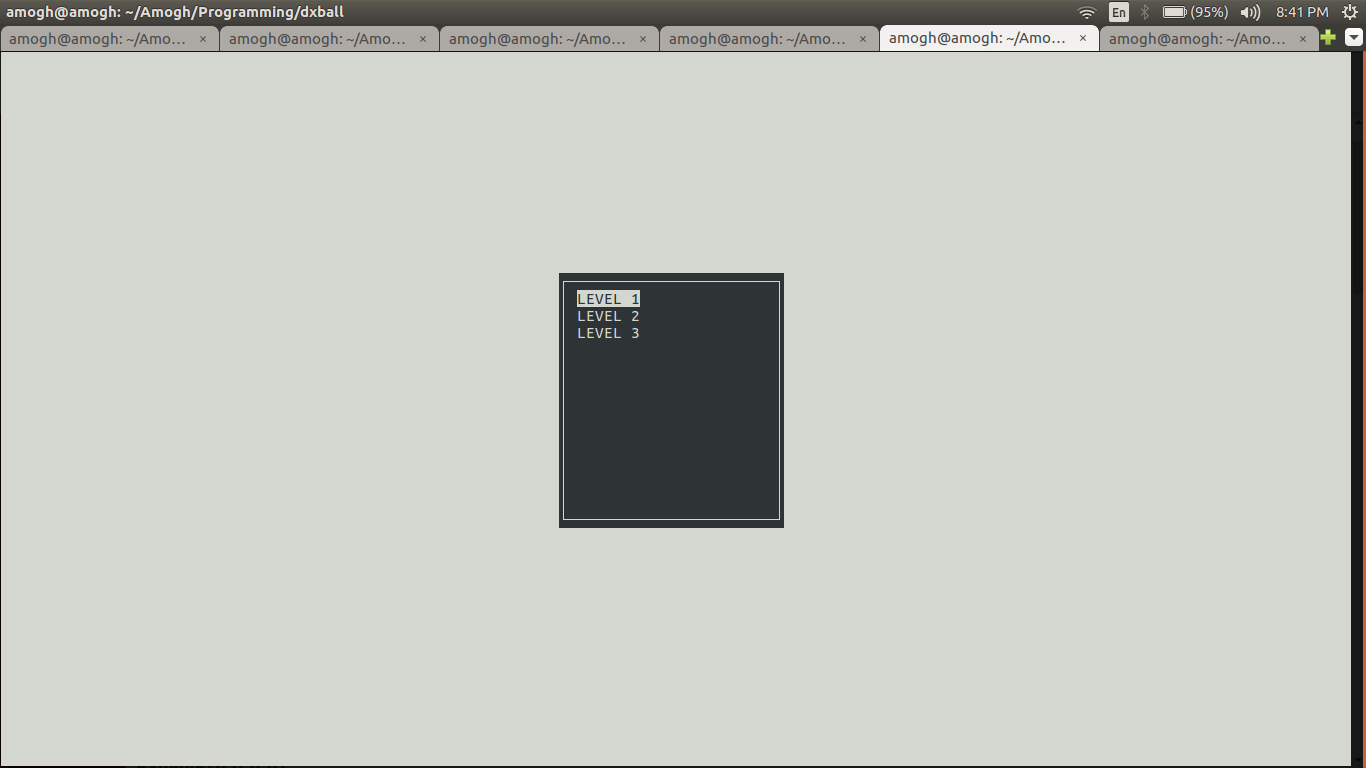 amogh@amogh: ~/Amogh/Programming/dxball En (95%) 8:41 PM
amogh@amogh: ~/Amo... × amogh@amogh: ~/Amo... × amogh@amogh: ~/Amo... × amogh@amogh: ~/Amo... × amogh@amogh: ~/Amo... × amogh@amogh: ~/Amo... ×
LEVEL 1
LEVEL 2
LEVEL 3